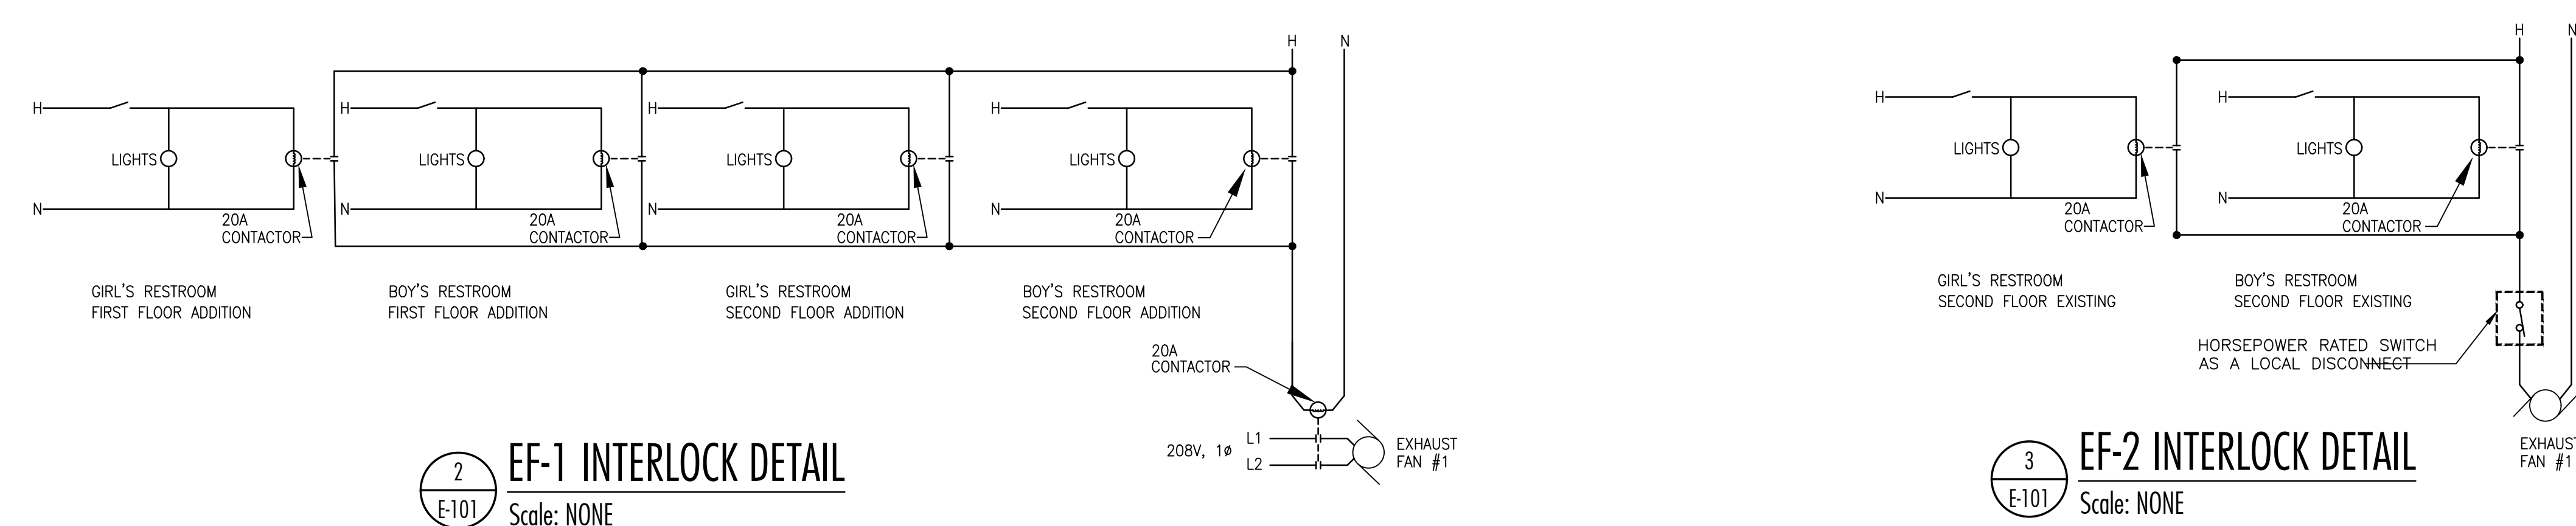 H
N
H
LIGHTS
N
20A
CONTACTOR
GIRL'S RESTROOM
FIRST FLOOR ADDITION
H
LIGHTS
N
20A
CONTACTOR
BOY'S RESTROOM
FIRST FLOOR ADDITION
H
LIGHTS
N
20A
CONTACTOR
GIRL'S RESTROOM
SECOND FLOOR ADDITION
H
LIGHTS
N
20A
CONTACTOR
BOY'S RESTROOM
SECOND FLOOR ADDITION
20A
CONTACTOR
208V, 1ø
L1
L2
EXHAUST
FAN #1
2
E-101
EF-1 INTERLOCK DETAIL
Scale: NONE
H
N
H
LIGHTS
N
20A
CONTACTOR
GIRL'S RESTROOM
SECOND FLOOR EXISTING
H
LIGHTS
N
20A
CONTACTOR
BOY'S RESTROOM
SECOND FLOOR EXISTING
HORSEPOWER RATED SWITCH
AS A LOCAL DISCONNECT
EXHAUST
FAN #1
3
E-101
EF-2 INTERLOCK DETAIL
Scale: NONE